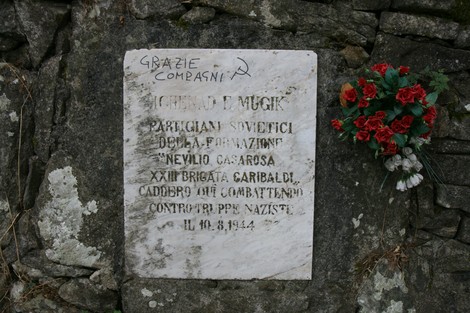 GRAZIE
COMPAGNI ☭
E MUGIK
PARTIGIANI SOVIETICI
DELLA FORMAZIONE
"NEVILIO CASAROSA
XXIII BRIGATA GARIBALDI"
CADDERO QUI COMBATTENDO
CONTRO TRUPPE NAZISTE
IL 10.8.1944